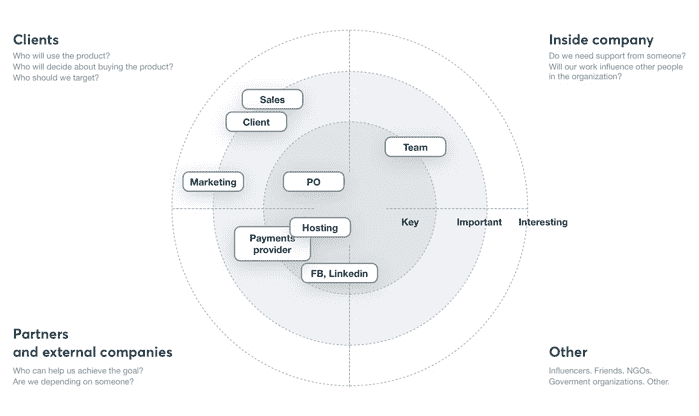 Clients
Who will use the product?
Who will decide about buying the product?
Who should we target?
Inside company
Do we need support from someone?
Will our work influence other people
in the organization?
Sales
Client
Team
Marketing
PO
Hosting
Key
Important
Interesting
Payments
provider
FB, Linkedin
Partners
and external companies
Who can help us achieve the goal?
Are we depending on someone?
Other
Influencers. Friends. NGOs.
Goverment organizations. Other.